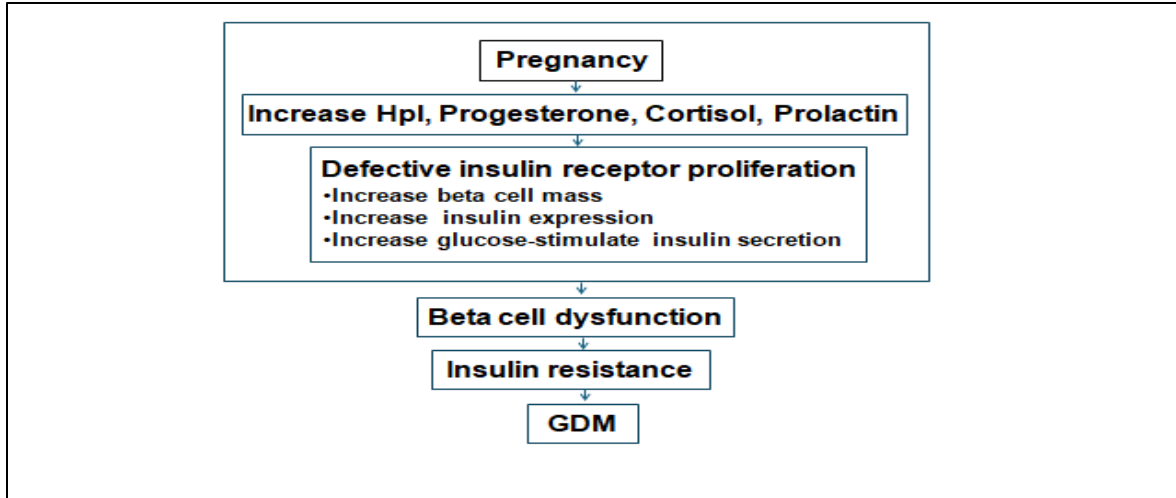 Pregnancy
Increase Hpl, Progesterone, Cortisol, Prolactin
Defective insulin receptor proliferation
•Increase beta cell mass
•Increase insulin expression
•Increase glucose-stimulate insulin secretion
Beta cell dysfunction
Insulin resistance
GDM